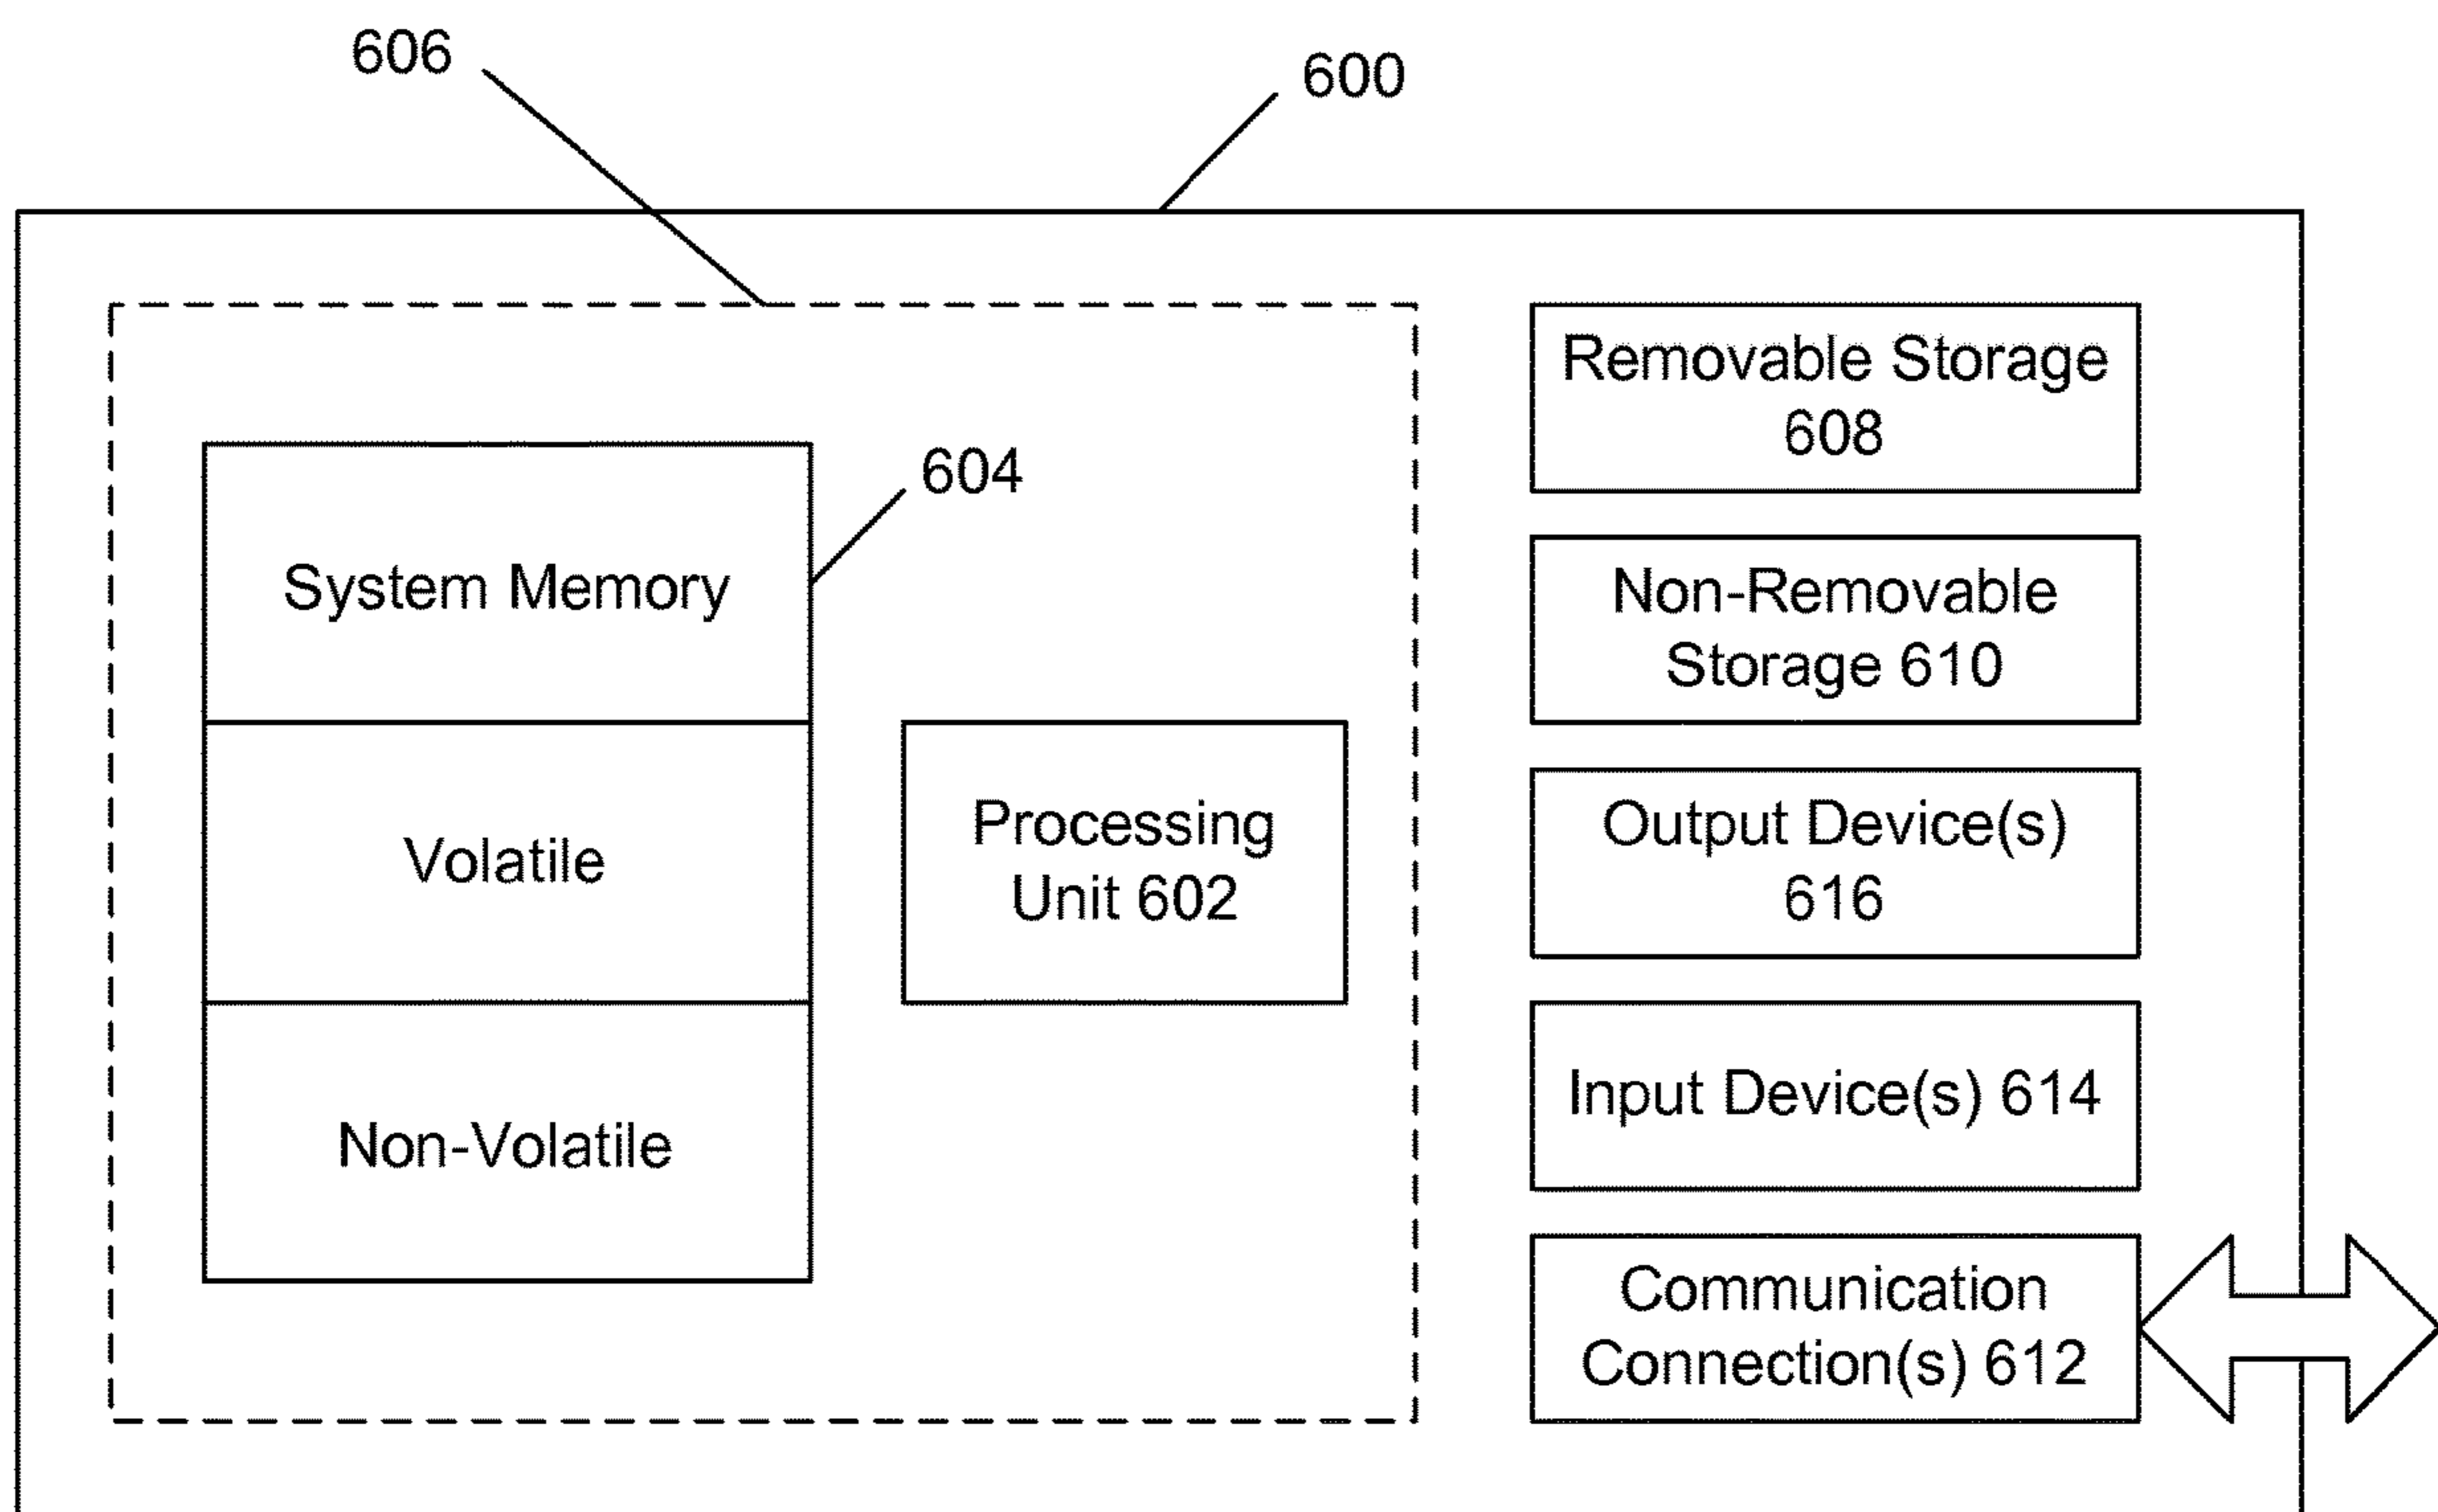 606
600
604
System Memory
Volatile
Non-Volatile
Processing
Unit 602
Removable Storage
608
Non-Removable
Storage 610
Output Device(s)
616
Input Device(s) 614
Communication
Connection(s) 612